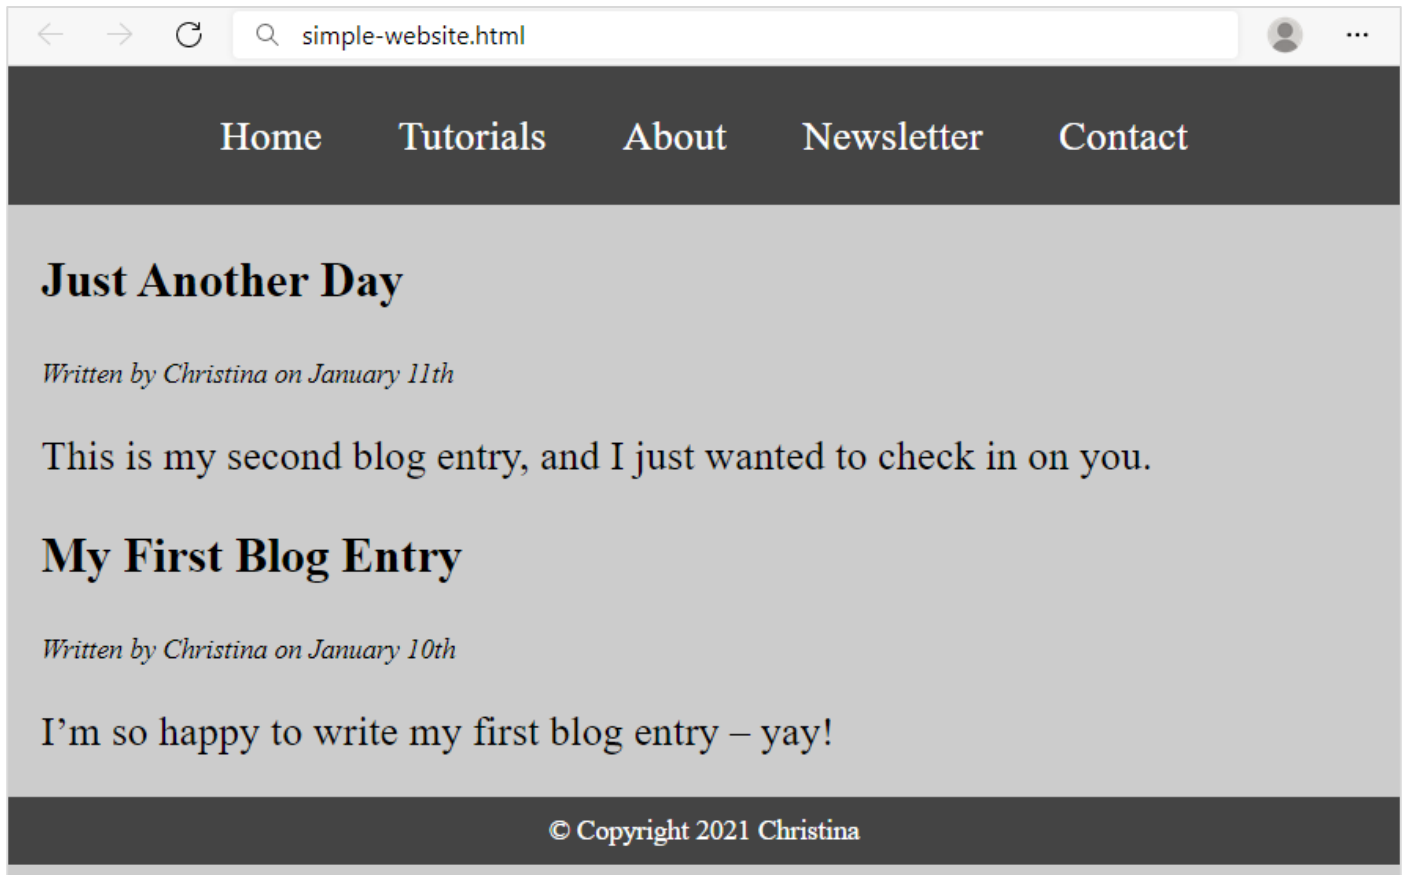 simple-website.html
Home Tutorials About Newsletter Contact
Just Another Day
Written by Christina on January 11th
This is my second blog entry, and I just wanted to check in on you.
My First Blog Entry
Written by Christina on January 10th
I’m so happy to write my first blog entry – yay!
© Copyright 2021 Christina